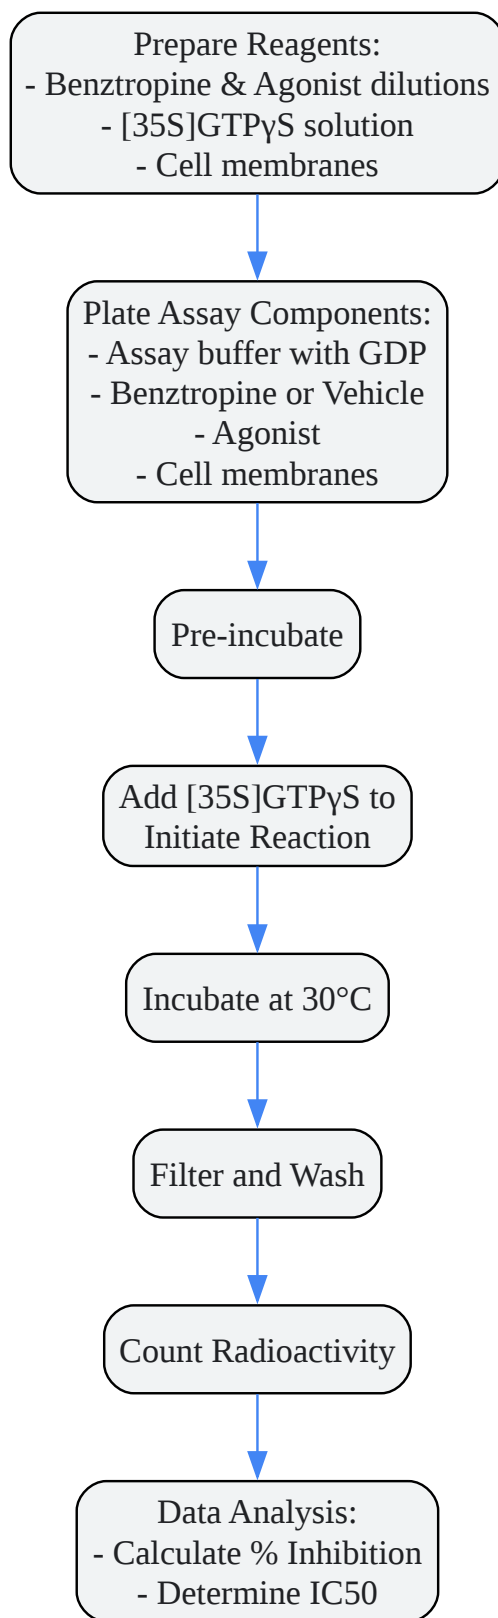 Prepare Reagents:
- Benztropine & Agonist dilutions
- [35S]GTPγS solution
- Cell membranes
Plate Assay Components:
- Assay buffer with GDP
- Benztropine or Vehicle
- Agonist
- Cell membranes
Pre-incubate
Add [35S]GTPγS to
Initiate Reaction
Incubate at 30°C
Filter and Wash
Count Radioactivity
Data Analysis:
- Calculate % Inhibition
- Determine IC50